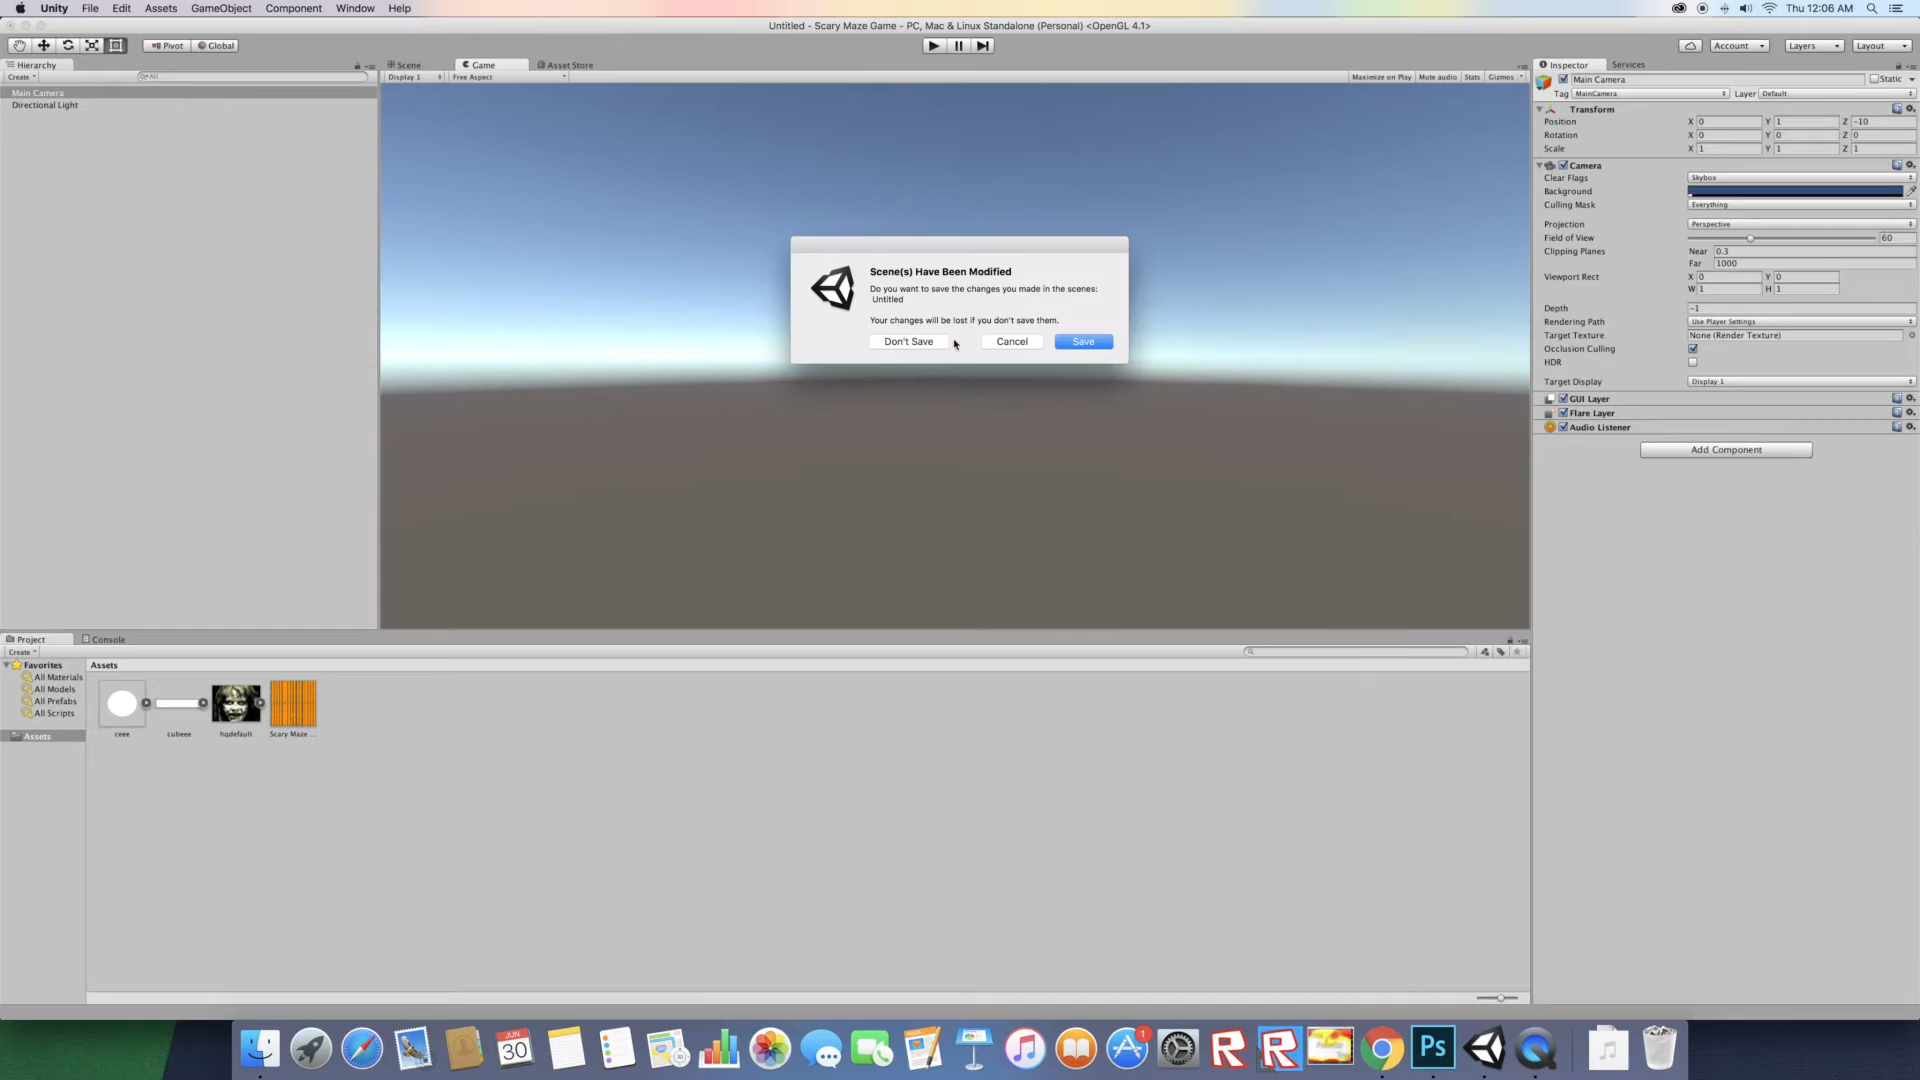 Unity File Edit Assets GameObject Component Window Help Thu 12:06 AM
Untitled - Scary Maze Game - PC, Mac & Linux Standalone (Personal) <OpenGL 4.1>
Pivot Global Account Layers Layout
Hierarchy
Create All
Main Camera
Directional Light
Scene Game Asset Store
Display 1 Free Aspect Maximize on Play Mute audio Stats Gizmos
Scene(s) Have Been Modified
Do you want to save the changes you made in the scenes:
Untitled
Your changes will be lost if you don't save them.
Don't Save Cancel Save
Inspector Services
Main Camera Static
Tag MainCamera Layer Default
Transform
Position X 0 Y 1 Z -10
Rotation X 0 Y 0 Z 0
Scale X 1 Y 1 Z 1
Camera
Clear Flags Skybox
Background
Culling Mask Everything
Projection Perspective
Field of View 60
Clipping Planes Near 0.3
Far 1000
Viewport Rect X 0 Y 0
W 1 H 1
Depth -1
Rendering Path Use Player Settings
Target Texture None (Render Texture)
Occlusion Culling
HDR
Target Display Display 1
GUI Layer
Flare Layer
Audio Listener
Add Component
Project Console
Create
Favorites
All Materials
All Models
All Prefabs
All Scripts
Assets
Assets
ceee cubeee hqdefault Scary Maze ...
JUN
30
3D
1
Ps